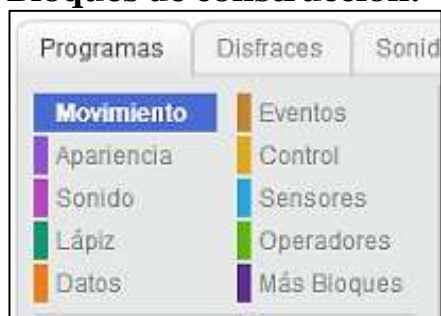 Bloques de construcción:
Programas Disfraces Sonid
Movimiento Eventos
Apariencia Control
Sonido Sensores
Lápiz Operadores
Datos Más Bloques